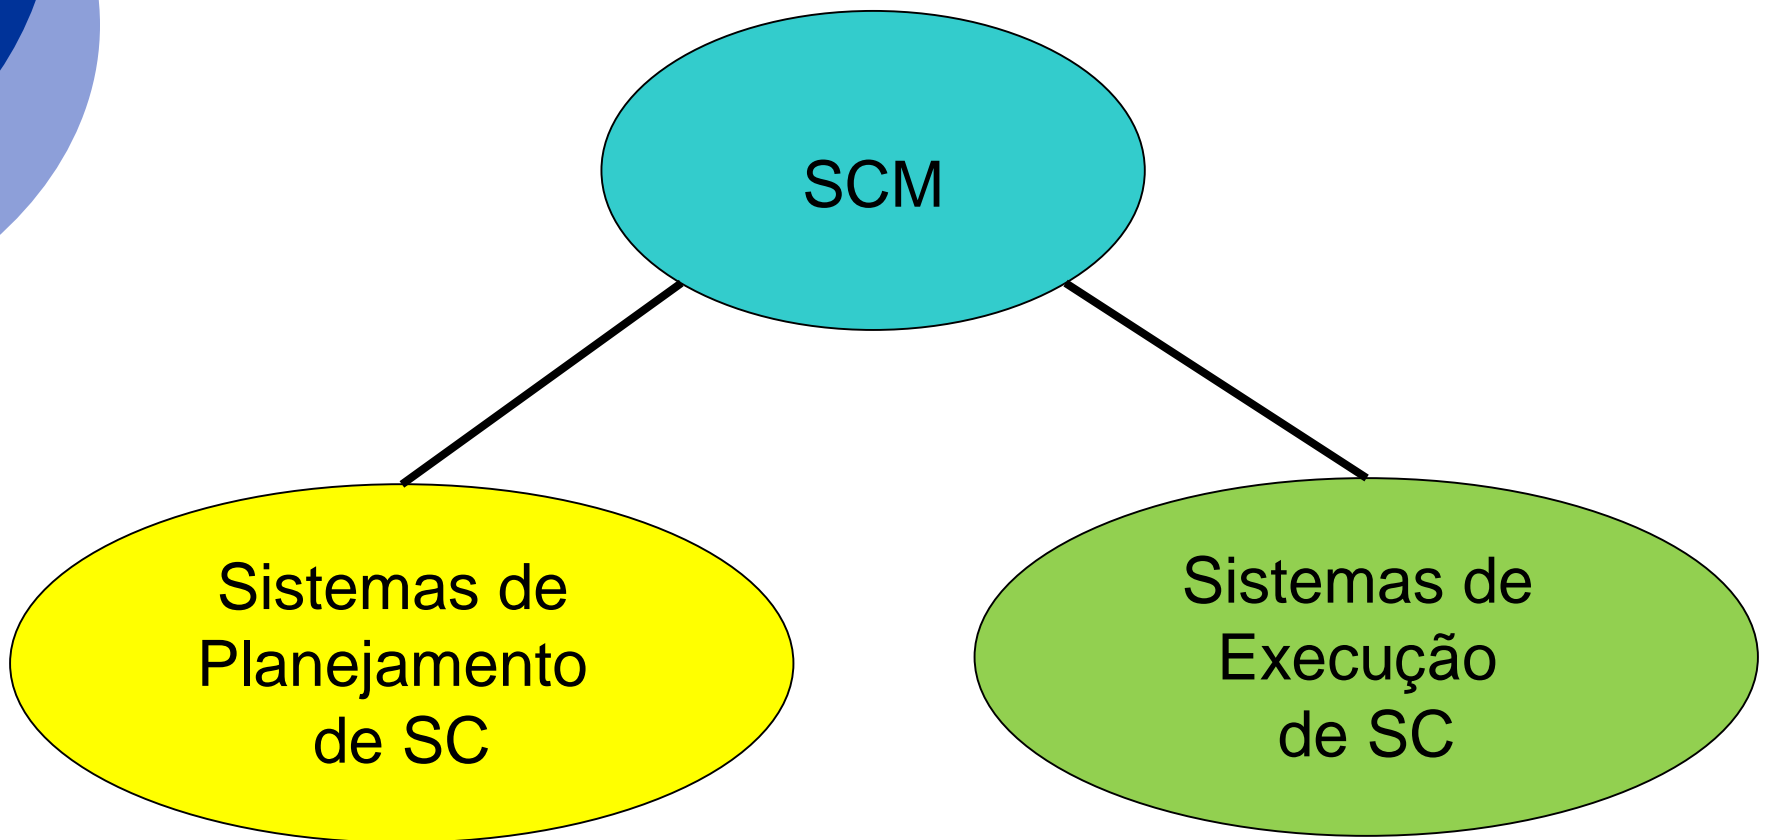 SCM
Sistemas de
Planejamento
de SC
Sistemas de
Execução
de SC